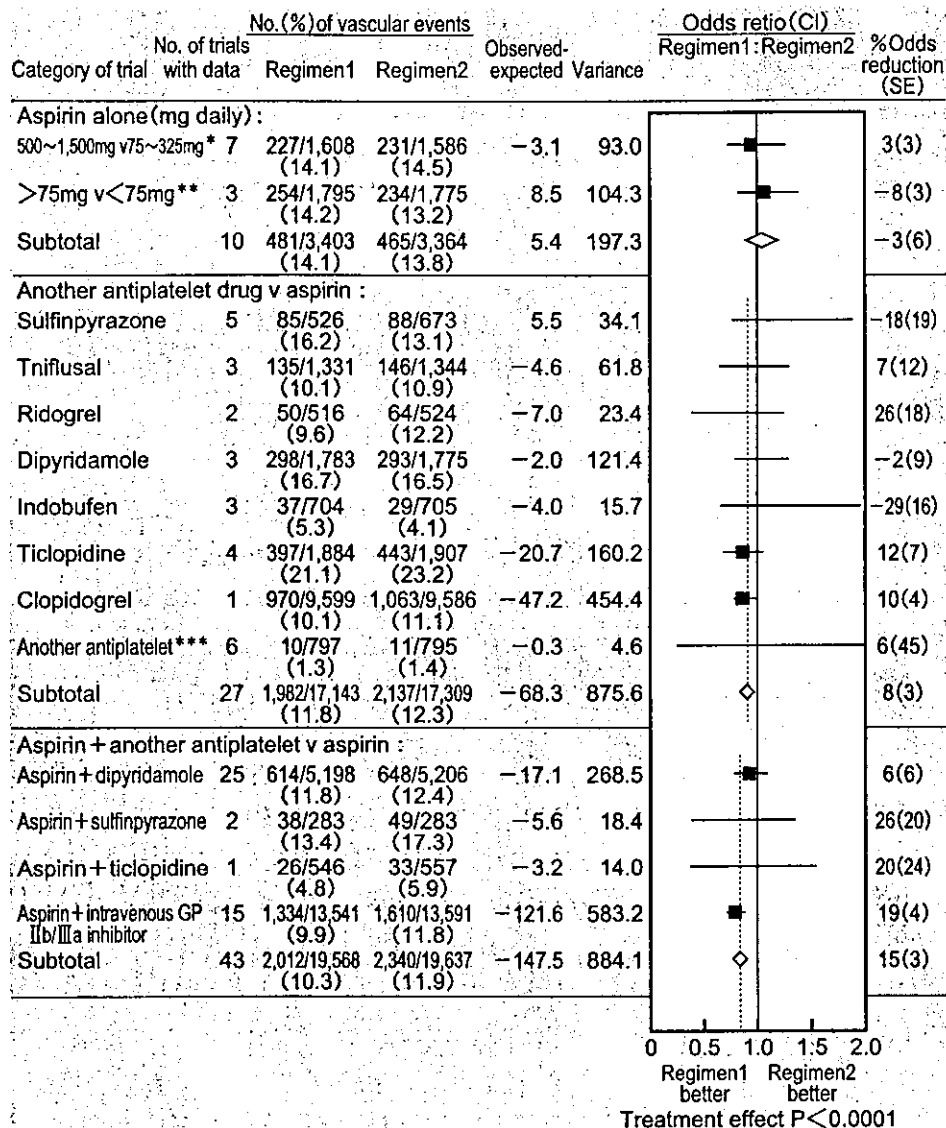 No.(%)of vascular events
Odds retio(CI)
Category of trial No. of trials with data Regimen1 Regimen2 Observed-expected Variance Regimen1:Regimen2 %Odds reduction (SE)
Aspirin alone(mg daily):
500~1,500mg v75~325mg* 7 227/1,608 231/1,586 −3.1 93.0 3(3)
(14.1) (14.5)
>75mg v<75mg** 3 254/1,795 234/1,775 8.5 104.3 −8(3)
(14.2) (13.2)
Subtotal 10 481/3,403 465/3,364 5.4 197.3 −3(6)
(14.1) (13.8)
Another antiplatelet drug v aspirin:
Sulfinpyrazone 5 85/526 88/673 5.5 34.1 −18(19)
(16.2) (13.1)
Tniflusal 3 135/1,331 146/1,344 −4.6 61.8 7(12)
(10.1) (10.9)
Ridogrel 2 50/516 64/524 −7.0 23.4 26(18)
(9.6) (12.2)
Dipyridamole 3 298/1,783 293/1,775 −2.0 121.4 −2(9)
(16.7) (16.5)
Indobufen 3 37/704 29/705 −4.0 15.7 −29(16)
(5.3) (4.1)
Ticlopidine 4 397/1,884 443/1,907 −20.7 160.2 12(7)
(21.1) (23.2)
Clopidogrel 1 970/9,599 1,063/9,586 −47.2 454.4 10(4)
(10.1) (11.1)
Another antiplatelet*** 6 10/797 11/795 −0.3 4.6 6(45)
(1.3) (1.4)
Subtotal 27 1,982/17,143 2,137/17,309 −68.3 875.6 8(3)
(11.8) (12.3)
Aspirin+another antiplatelet v aspirin:
Aspirin+dipyridamole 25 614/5,198 648/5,206 −17.1 268.5 6(6)
(11.8) (12.4)
Aspirin+sulfinpyrazone 2 38/283 49/283 −5.6 18.4 26(20)
(13.4) (17.3)
Aspirin+ticlopidine 1 26/546 33/557 −3.2 14.0 20(24)
(4.8) (5.9)
Aspirin+intravenous GP 15 1,334/13,541 1,610/13,591 −121.6 583.2 19(4)
Ⅱb/Ⅲa inhibitor (9.9) (11.8)
Subtotal 43 2,012/19,568 2,340/19,637 −147.5 884.1 15(3)
(10.3) (11.9)
0 0.5 1.0 1.5 2.0
Regimen1 better Regimen2 better
Treatment effect P<0.0001